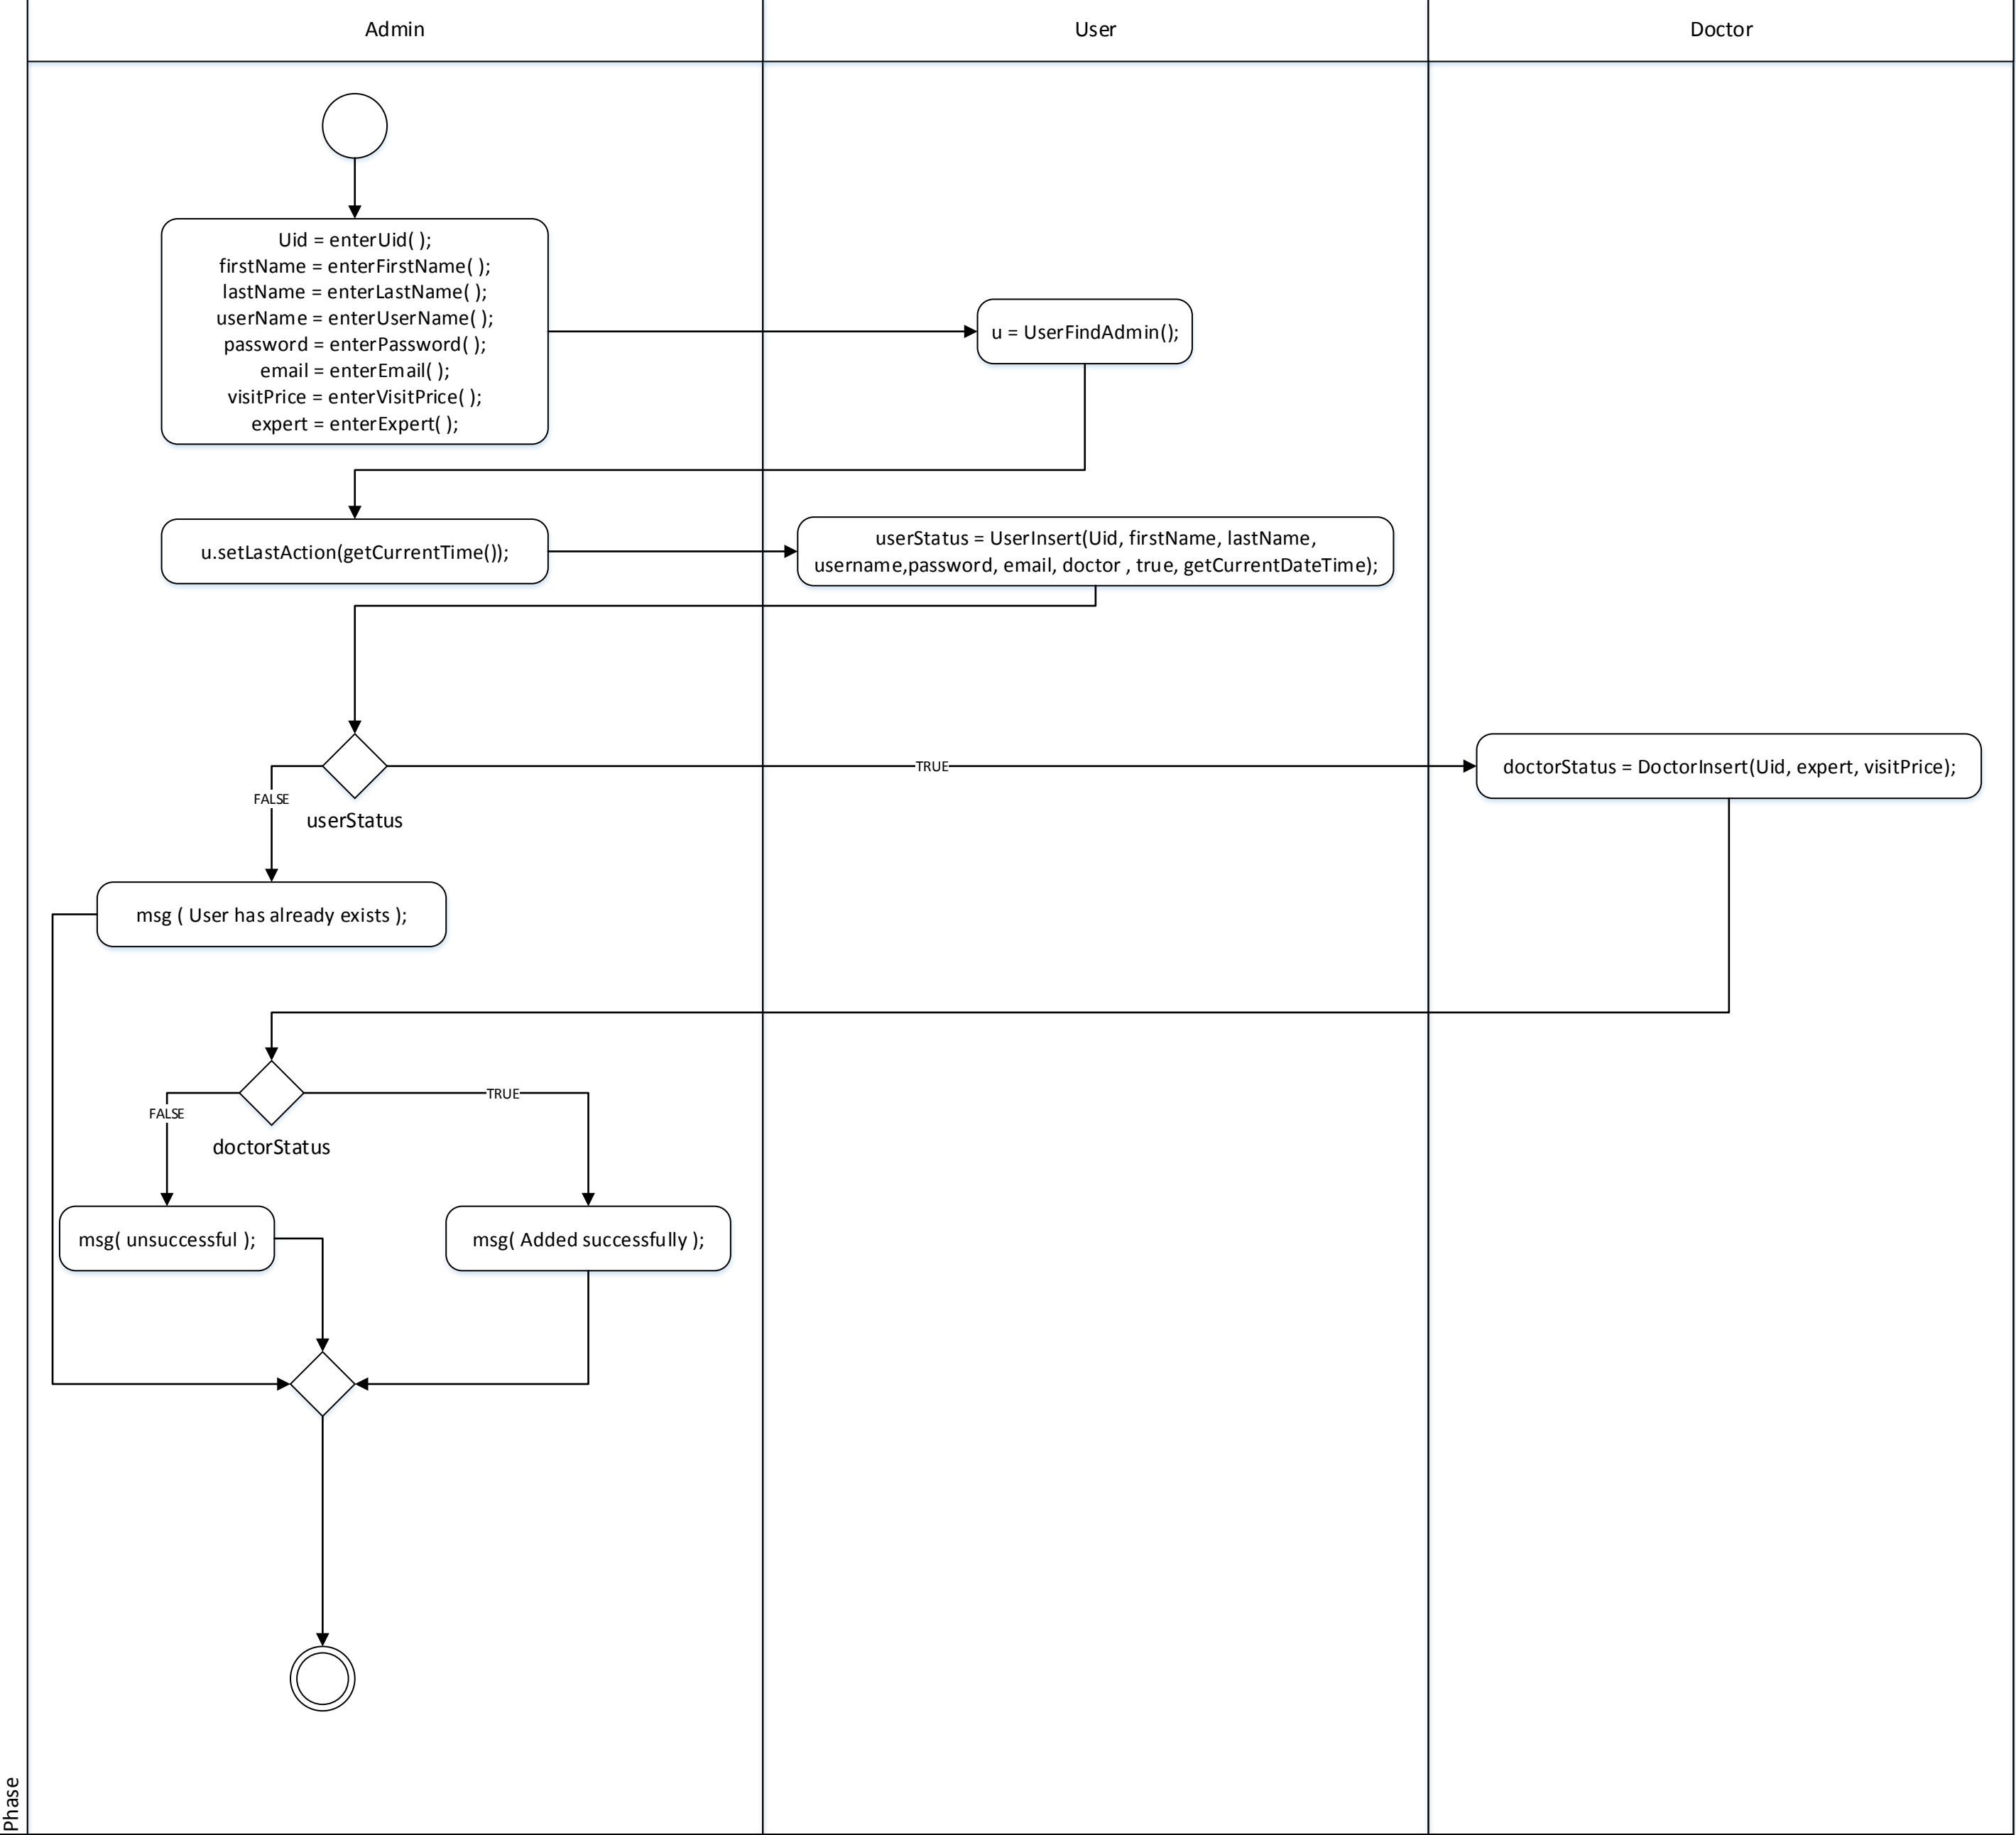 Admin
User
Doctor
Uid = enterUid( );
firstName = enterFirstName( );
lastName = enterLastName( );
userName = enterUserName( );
password = enterPassword( );
email = enterEmail( );
visitPrice = enterVisitPrice( );
expert = enterExpert( );
u = UserFindAdmin();
u.setLastAction(getCurrentTime());
userStatus = UserInsert(Uid, firstName, lastName,
username,password, email, doctor , true, getCurrentDateTime);
TRUE
doctorStatus = DoctorInsert(Uid, expert, visitPrice);
FALSE
userStatus
msg ( User has already exists );
TRUE
FALSE
doctorStatus
msg( unsuccessful );
msg( Added successfully );
Phase